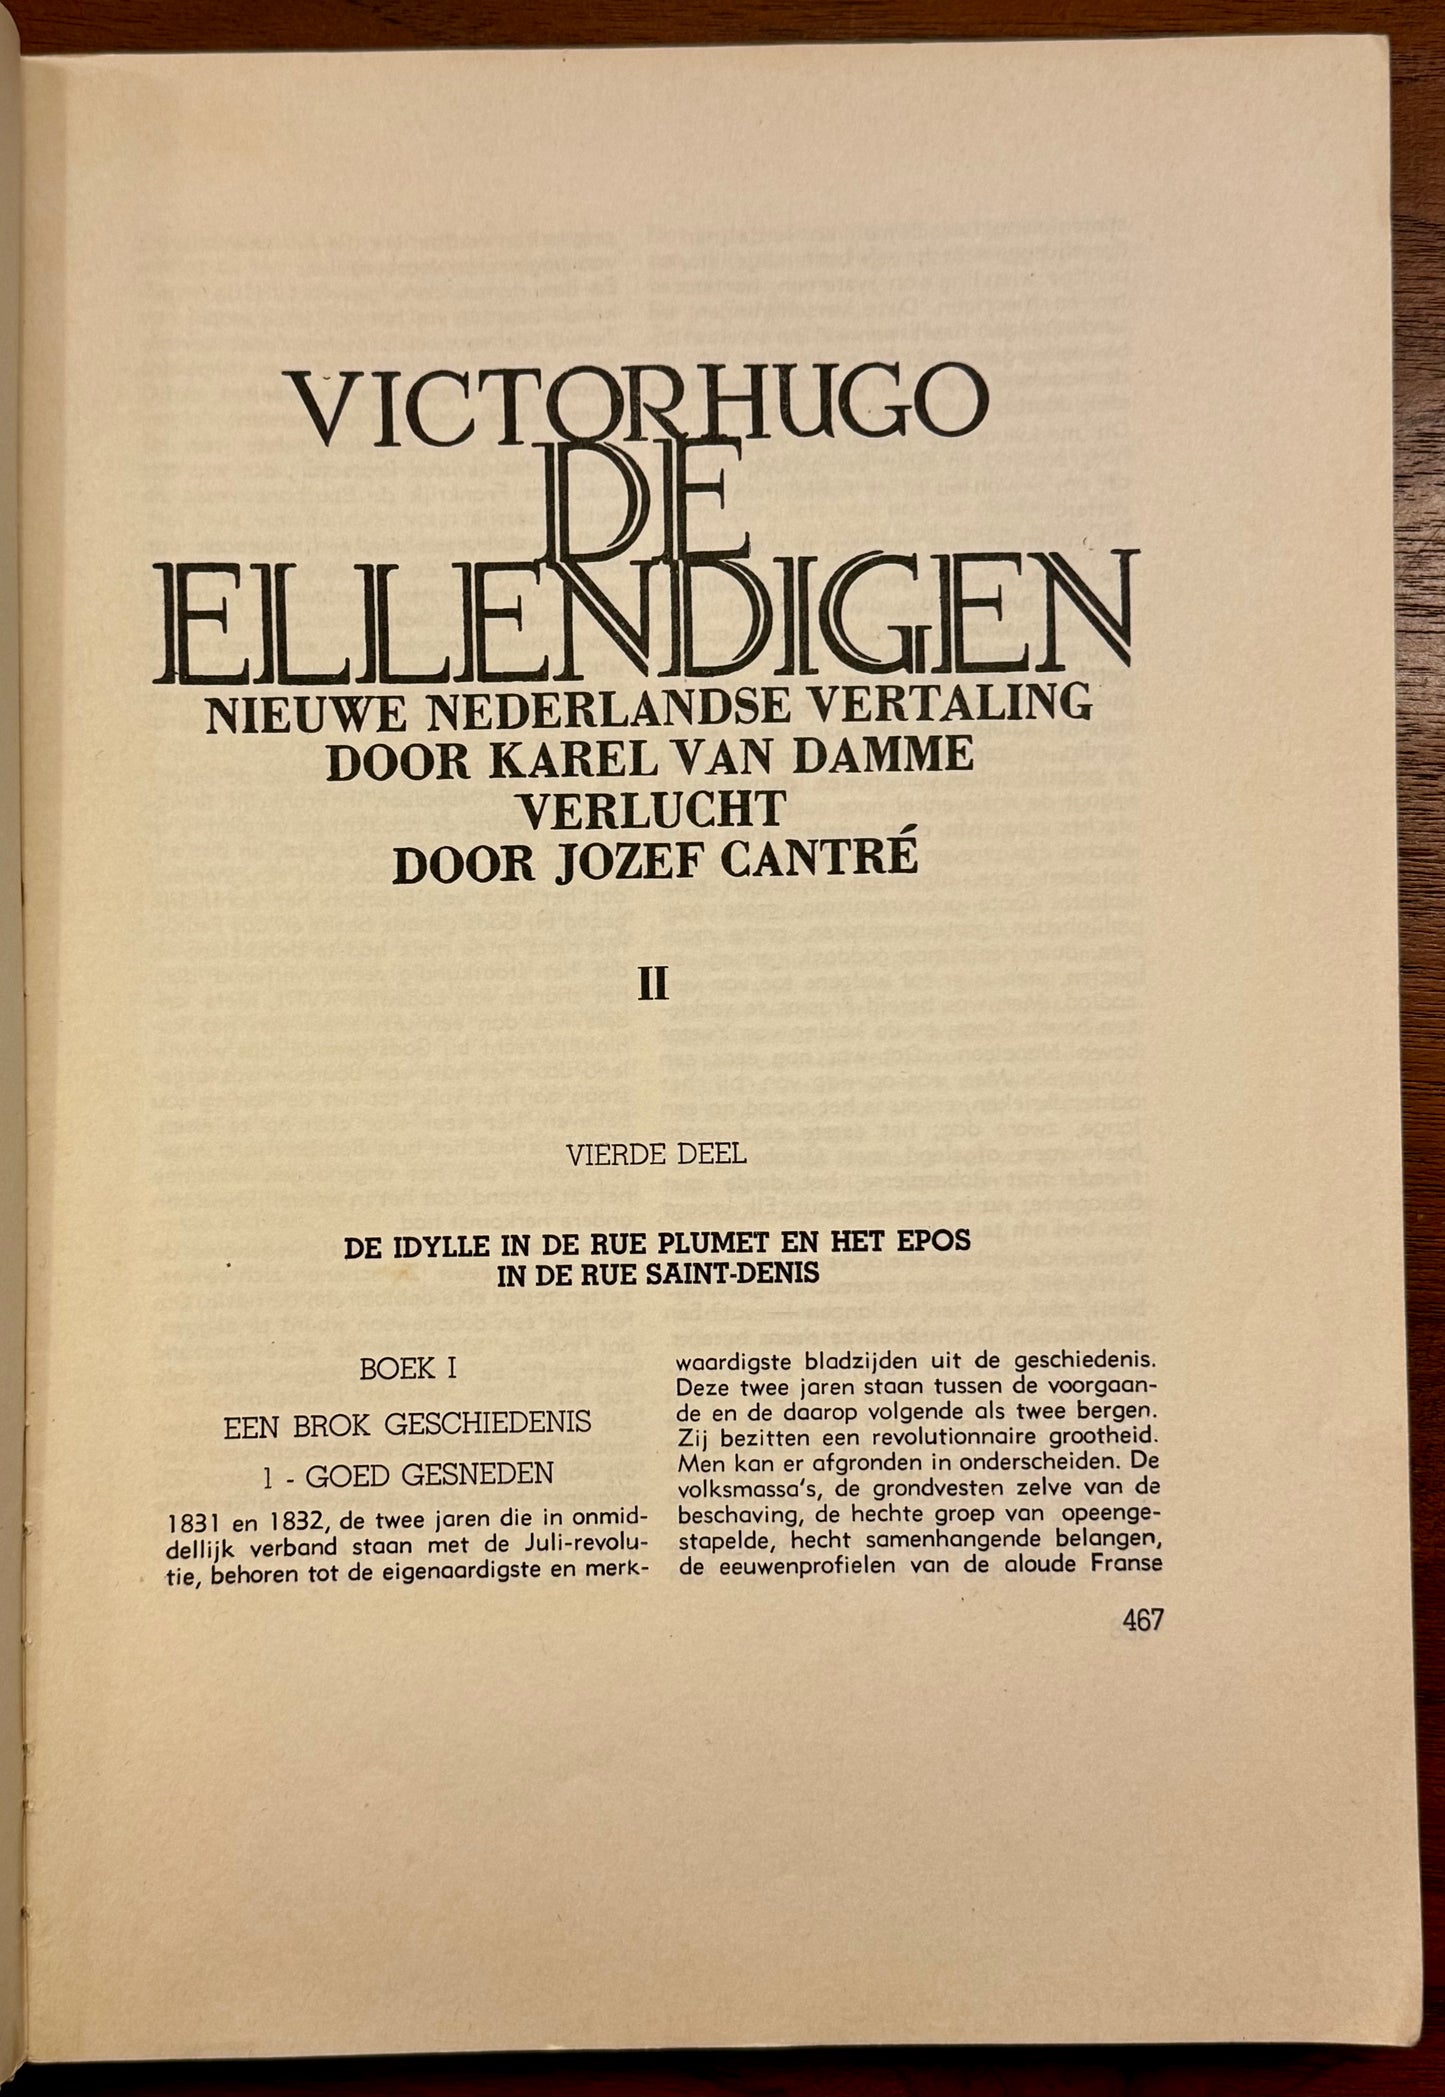 VICTOR HUGO
DE
ELLENDIGEN
NIEUWE NEDERLANDSE VERTALING
DOOR KAREL VAN DAMME
VERLUCHT
DOOR JOZEF CANTRÉ
II
VIERDE DEEL
DE IDYLLE IN DE RUE PLUMET EN HET EPOS
IN DE RUE SAINT-DENIS
BOEK I
EEN BROK GESCHIEDENIS
1 - GOED GESNEDEN
1831 en 1832, de twee jaren die in onmid-
dellijk verband staan met de Juli-revolu-
tie, behoren tot de eigenaardigste en merk-
waardigste bladzijden uit de geschiedenis.
Deze twee jaren staan tussen de voorgaan-
de en de daarop volgende als twee bergen.
Zij bezitten een revolutionnaire grootheid.
Men kan er afgronden in onderscheiden. De
volksmassa's, de grondvesten zelve van de
beschaving, de hechte groep van opeenge-
stapelde, hecht samenhangende belangen,
de eeuwenprofielen van de aloude Franse
467